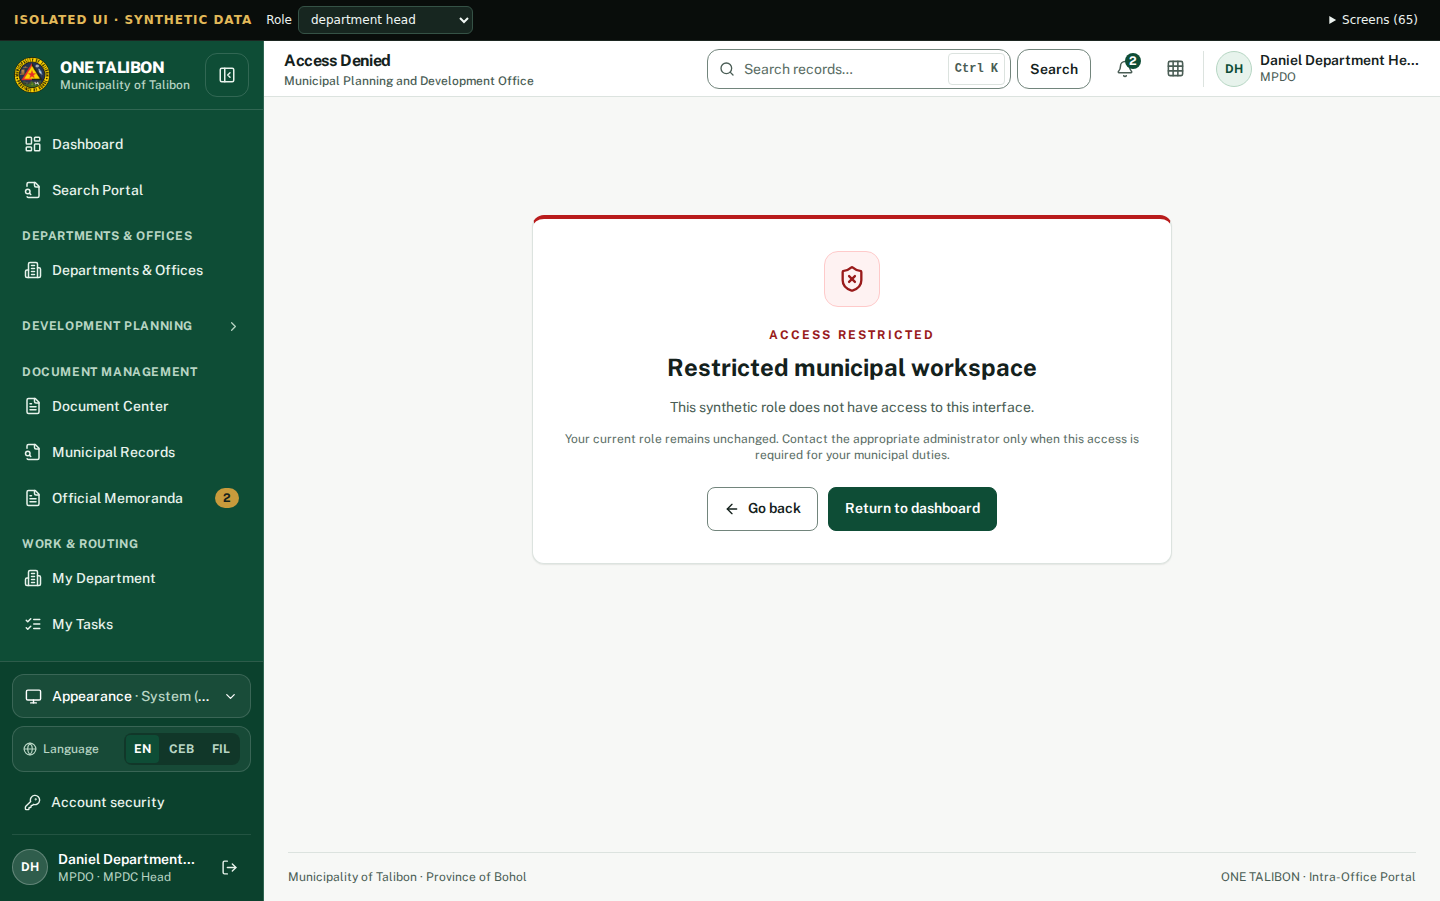 ISOLATED UI · SYNTHETIC DATA
Role
department head
Screens (65)
ONE TALIBON
Municipality of Talibon
Access Denied
Municipal Planning and Development Office
Search records...
Ctrl K
Search
2
DH
Daniel Department He...
MPDO
Dashboard
Search Portal
DEPARTMENTS & OFFICES
Departments & Offices
DEVELOPMENT PLANNING
DOCUMENT MANAGEMENT
Document Center
Municipal Records
Official Memoranda
2
WORK & ROUTING
My Department
My Tasks
Appearance · System (...
Language
EN
CEB
FIL
Account security
DH
Daniel Department...
MPDO · MPDC Head
ACCESS RESTRICTED
Restricted municipal workspace
This synthetic role does not have access to this interface.
Your current role remains unchanged. Contact the appropriate administrator only when this access is
required for your municipal duties.
Go back
Return to dashboard
Municipality of Talibon · Province of Bohol
ONE TALIBON · Intra-Office Portal